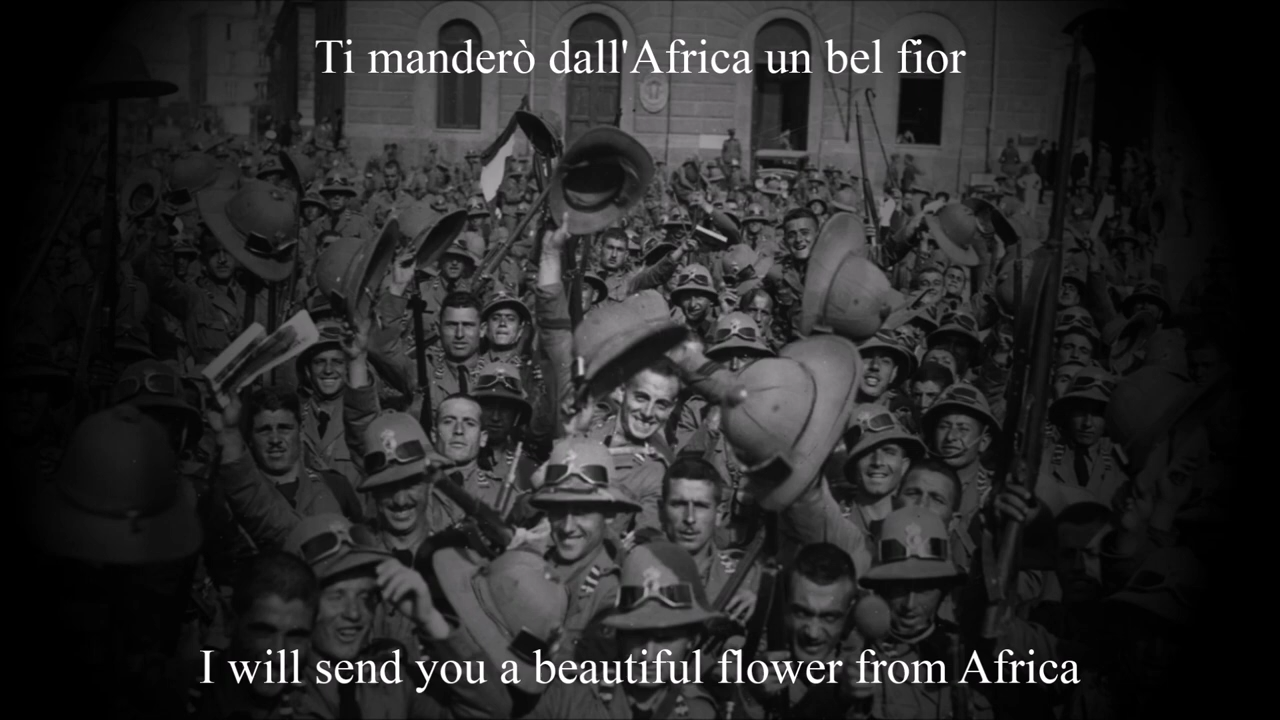 Ti manderò dall'Africa un bel fior
I will send you a beautiful flower from Africa